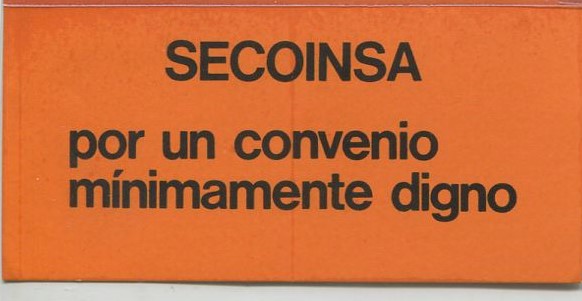 SECOINSA
por un convenio
mínimamente digno